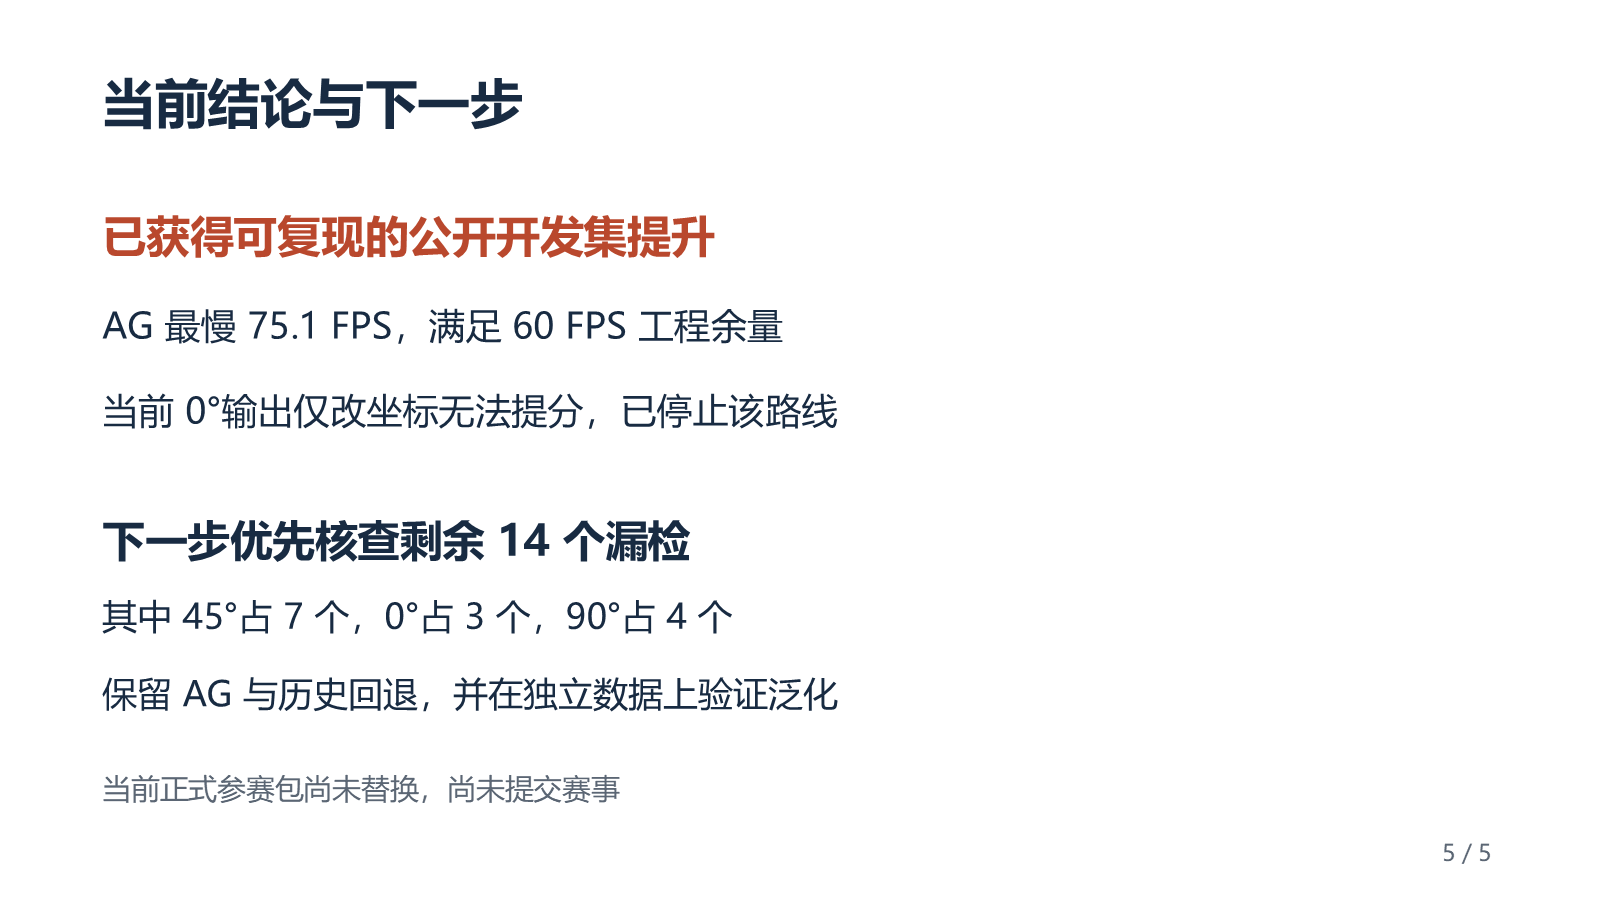 当前结论与下一步
已获得可复现的公开开发集提升
AG 最慢 75.1 FPS，满足 60 FPS 工程余量
当前 0°输出仅改坐标无法提分，已停止该路线
下一步优先核查剩余 14 个漏检
其中 45°占 7 个，0°占 3 个，90°占 4 个
保留 AG 与历史回退，并在独立数据上验证泛化
当前正式参赛包尚未替换，尚未提交赛事
5 / 5